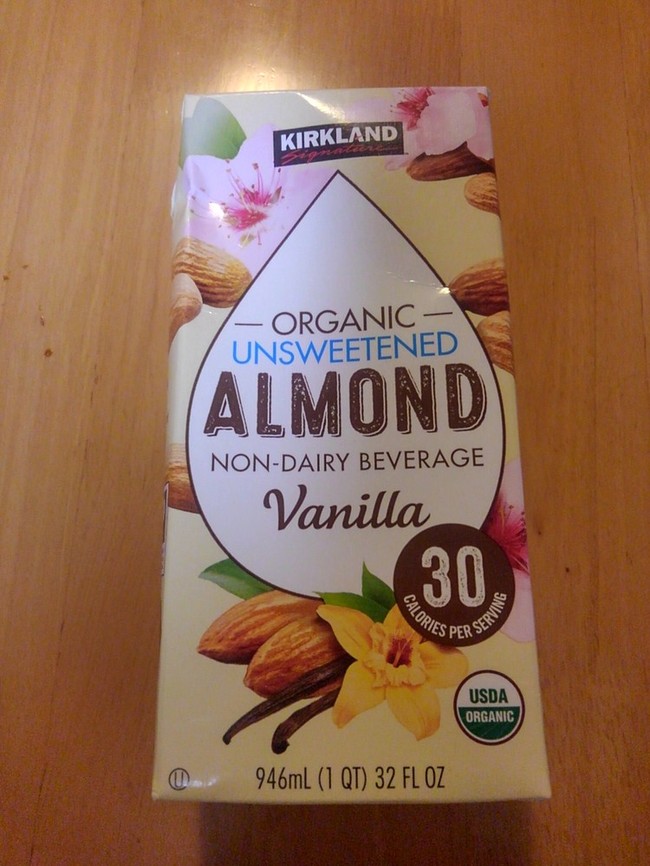 KIRKLAND
Signature
— ORGANIC —
UNSWEETENED
ALMOND
NON-DAIRY BEVERAGE
Vanilla
30
CALORIES PER SERVING
USDA
ORGANIC
U
946mL (1 QT) 32 FL OZ